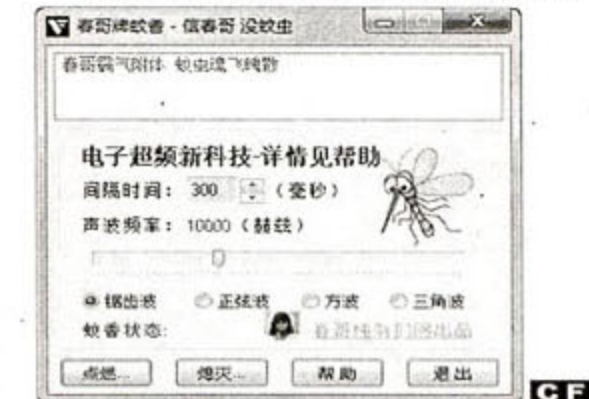 春哥牌蚊香 - 信春哥 没蚊虫
春哥霸气附体 蚊虫魂飞魄散
电子超频新科技-详情见帮助
间隔时间： 300 （毫秒）
声波频率： 10000（赫兹）
锯齿波 正弦波 方波 三角波
蚊香状态:
点燃... 熄灭... 帮助 退出
CF